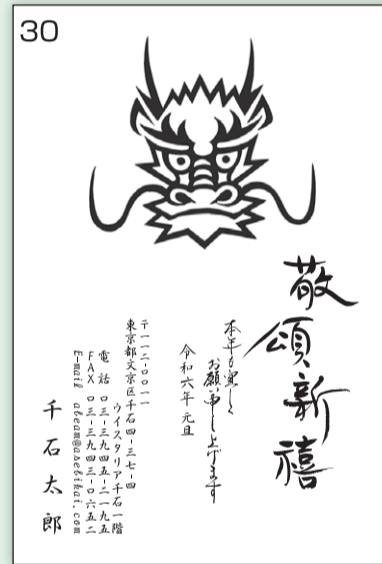 30
敬頌新禧
本年も宜しく
お願い申し上げます
令和六年 元旦
〒一一二-〇〇一一
東京都文京区千石四-三七-四
ウイスタリア千石一階
電話 〇三-三九四五-二一九五
FAX 〇三-三九四三-〇六五二
E-mail abeam@asebikai.com
千石太郎